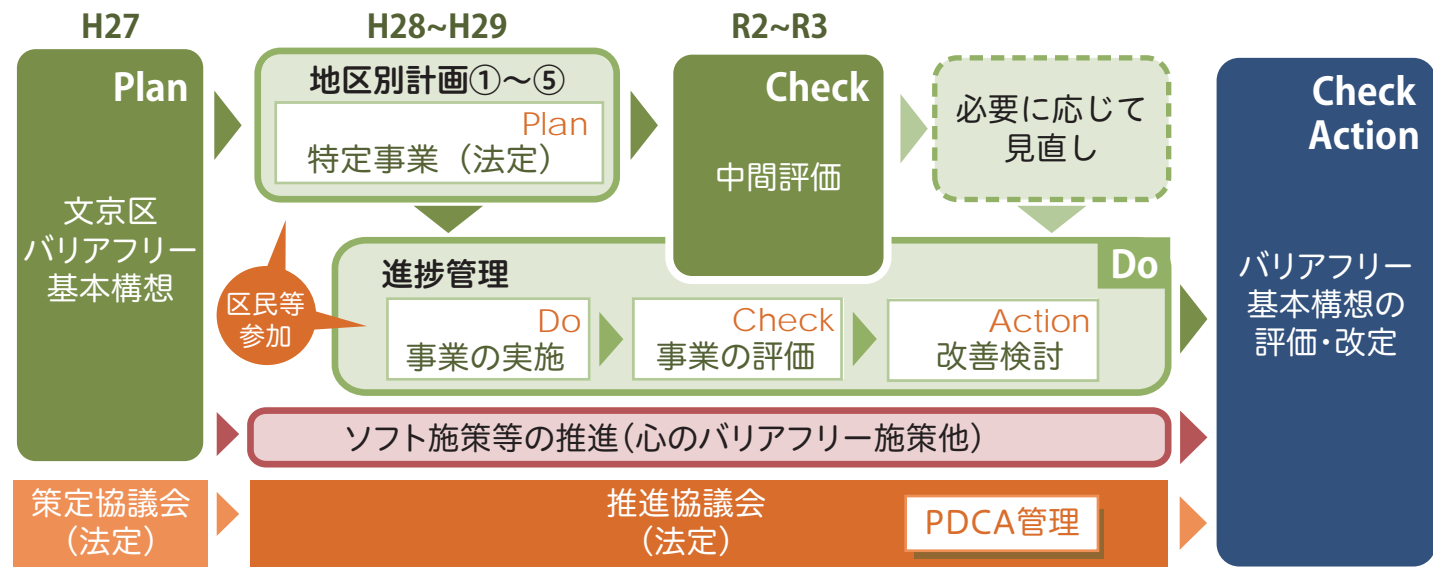 H27
H28~H29
R2~R3
Plan
文京区
バリアフリー
基本構想
地区別計画①～⑤
Plan
特定事業（法定）
Check
中間評価
必要に応じて
見直し
区民等
参加
進捗管理
Do
Do
事業の実施
Check
事業の評価
Action
改善検討
Check
Action
バリアフリー
基本構想の
評価・改定
ソフト施策等の推進（心のバリアフリー施策他）
策定協議会
（法定）
推進協議会
（法定）
PDCA管理